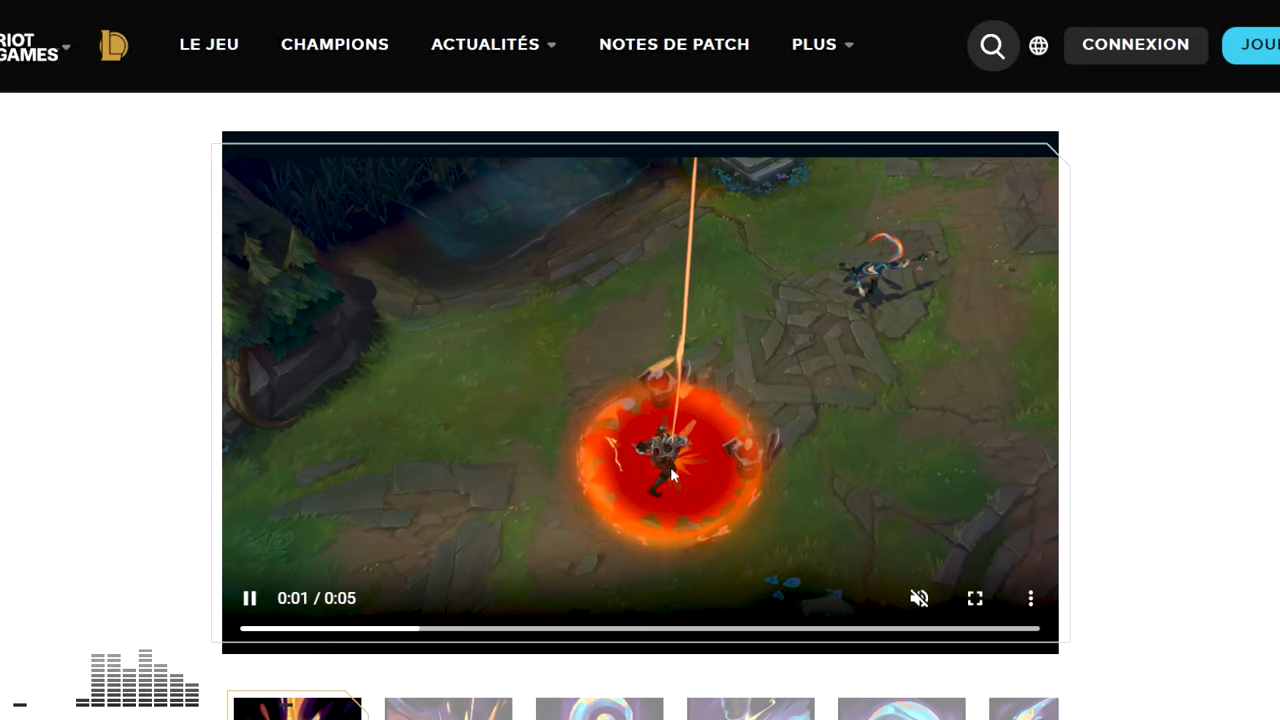 RIOT
GAMES
LE JEU
CHAMPIONS
ACTUALITÉS
NOTES DE PATCH
PLUS
CONNEXION
0:01 / 0:05